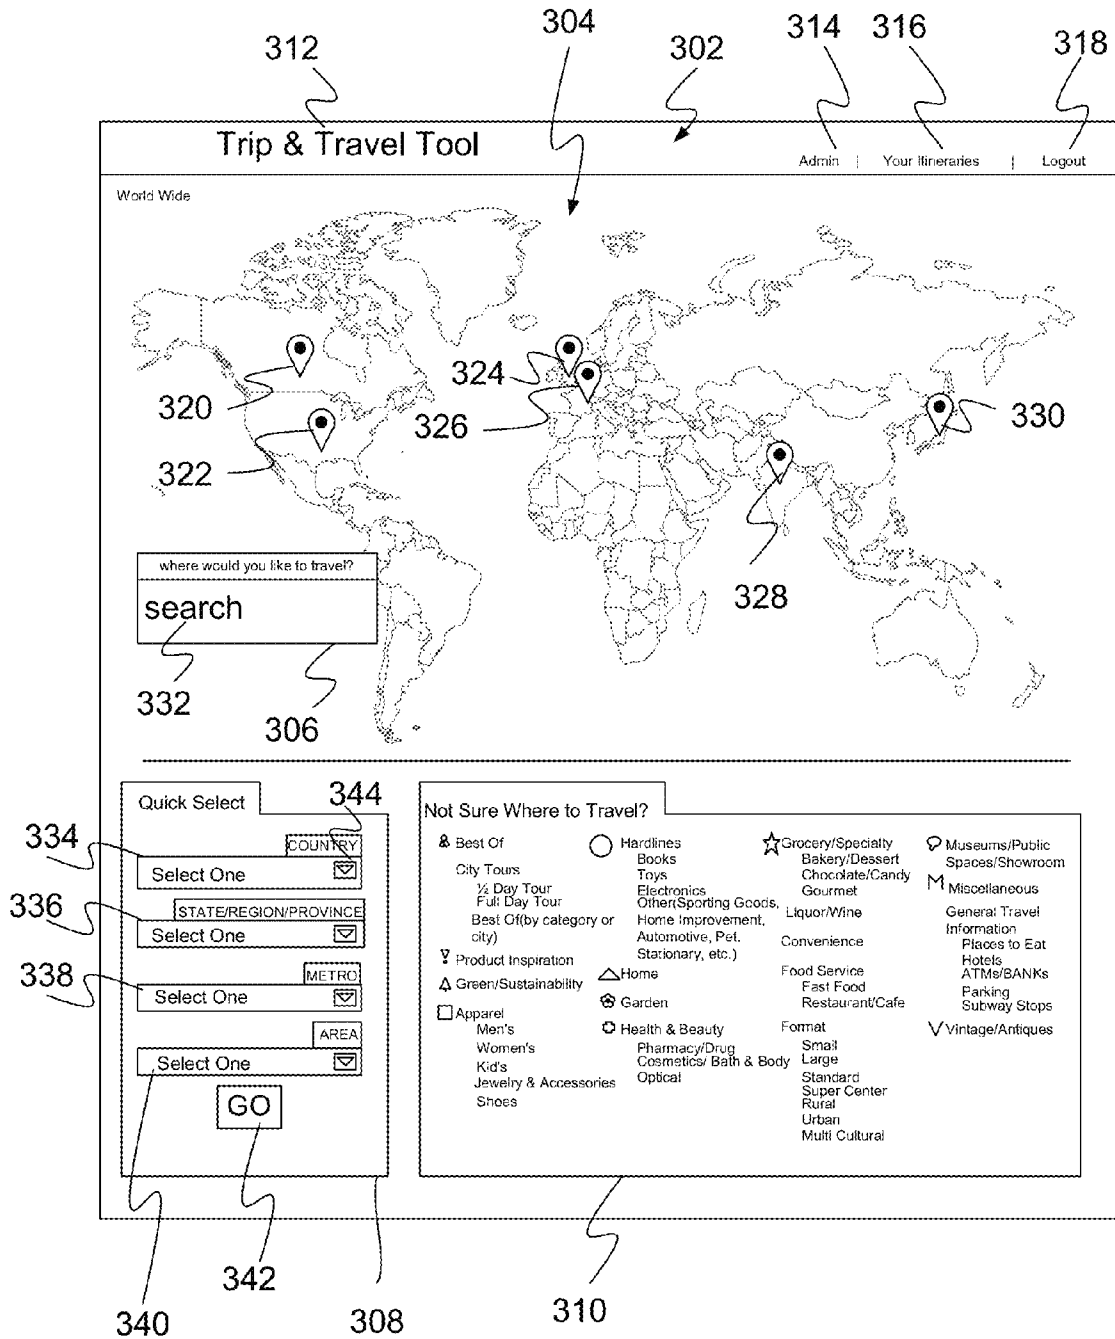 304
314
316
318
312
302
Trip & Travel Tool
Admin | Your Itineraries | Logout
World Wide
324
320
326
330
322
328
where would you like to travel?
search
332
306
Quick Select
344
334
COUNTRY
Select One
336
STATE/REGION/PROVINCE
Select One
338
METRO
Select One
AREA
Select One
GO
340
342
308
Not Sure Where to Travel?
Best Of
City Tours
½ Day Tour
Full Day Tour
Best Of(by category or
city)
Product Inspiration
Green/Sustainability
Apparel
Men's
Women's
Kid's
Jewelry & Accessories
Shoes
Hardlines
Books
Toys
Electronics
Other(Sporting Goods,
Home Improvement,
Automotive, Pet.
Stationary, etc.)
Home
Garden
Health & Beauty
Pharmacy/Drug
Cosmetics/ Bath & Body
Optical
Grocery/Specialty
Bakery/Dessert
Chocolate/Candy
Gourmet
Liquor/Wine
Convenience
Food Service
Fast Food
Restaurant/Cafe
Format
Small
Large
Standard
Super Center
Rural
Urban
Multi Cultural
Museums/Public
Spaces/Showroom
Miscellaneous
General Travel
Information
Places to Eat
Hotels
ATMs/BANKs
Parking
Subway Stops
Vintage/Antiques
310